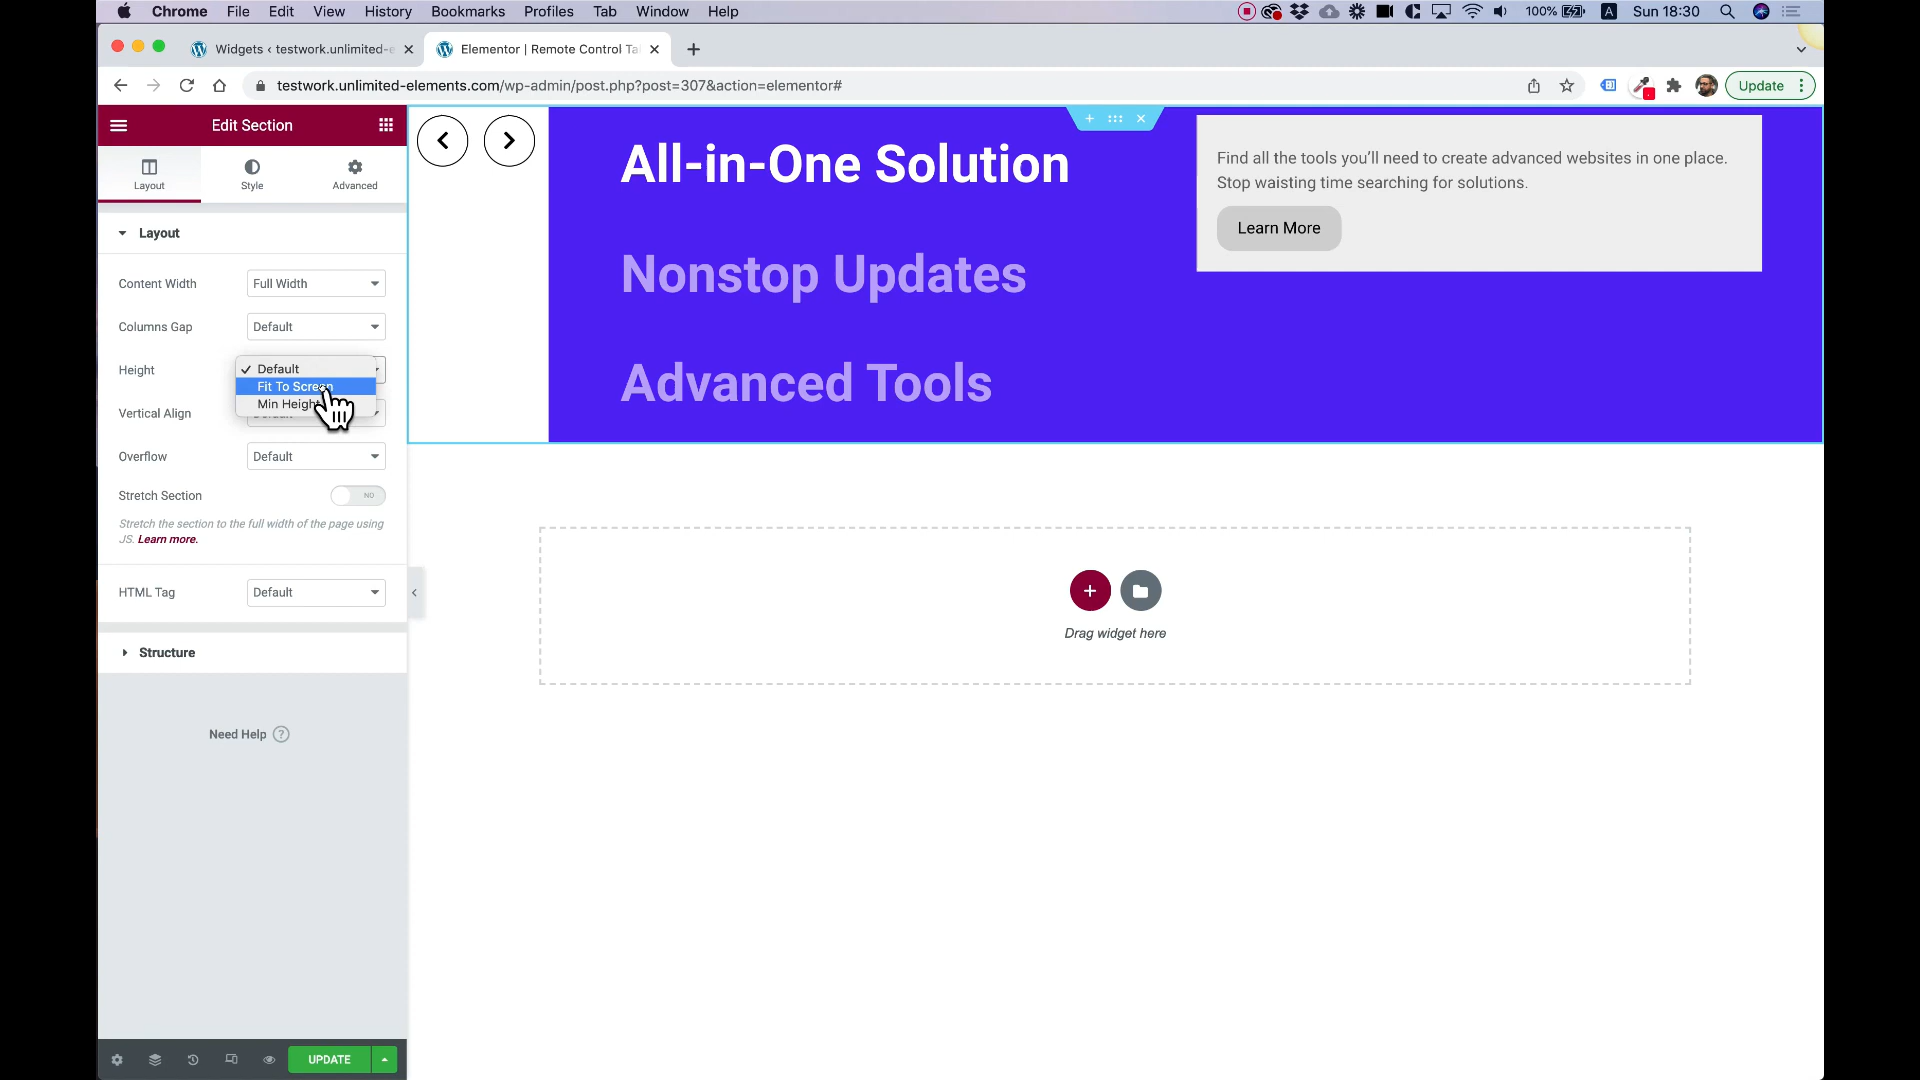 Chrome File Edit View History Bookmarks Profiles Tab Window Help 100% A Sun 18:30
Widgets ‹ testwork.unlimited-e
Elementor | Remote Control Ta
testwork.unlimited-elements.com/wp-admin/post.php?post=307&action=elementor#
Update
Edit Section
Layout Style Advanced
Layout
Content Width Full Width
Columns Gap Default
Height
Default
Fit To Screen
Min Height
Vertical Align
Overflow Default
Stretch Section NO
Stretch the section to the full width of the page using
JS. Learn more.
HTML Tag Default
Structure
Need Help ?
UPDATE
All-in-One Solution
Nonstop Updates
Advanced Tools
Find all the tools you’ll need to create advanced websites in one place.
Stop waisting time searching for solutions.
Learn More
Drag widget here